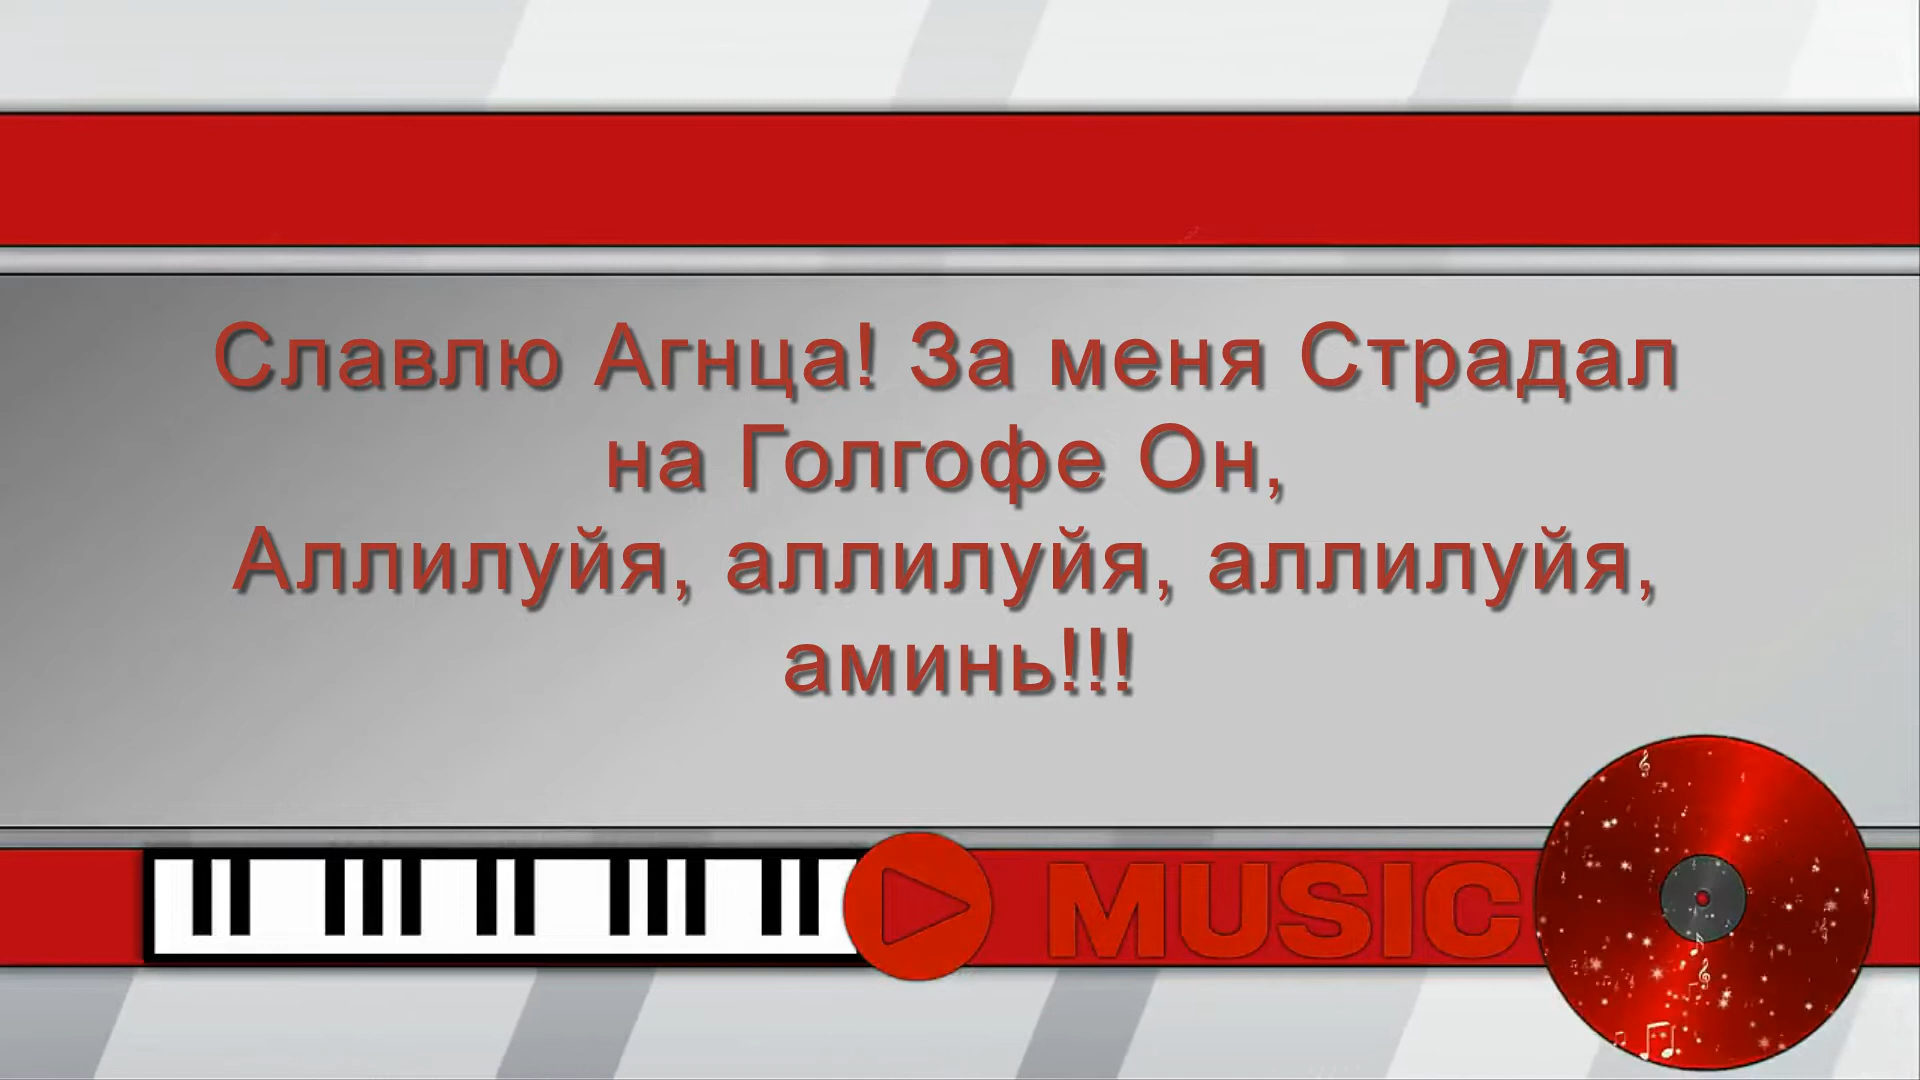 Славлю Агнца! За меня Страдал
на Голгофе Он,
Аллилуйя, аллилуйя, аллилуйя,
аминь!!!
MUSIC